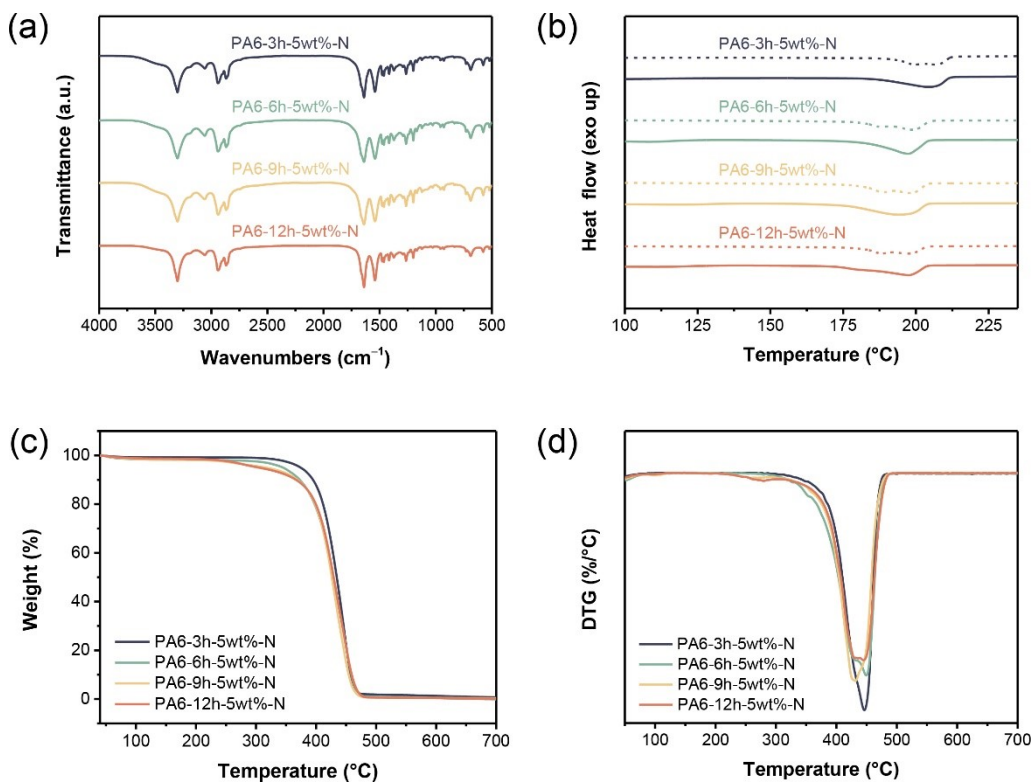 (a)
PA6-3h-5wt%-N
PA6-6h-5wt%-N
PA6-9h-5wt%-N
PA6-12h-5wt%-N
Transmittance (a.u.)
4000 3500 3000 2500 2000 1500 1000 500
Wavenumbers (cm⁻¹)
(b)
PA6-3h-5wt%-N
PA6-6h-5wt%-N
PA6-9h-5wt%-N
PA6-12h-5wt%-N
Heat flow (exo up)
100 125 150 175 200 225
Temperature (°C)
(c)
100
80
60
40
20
0
Weight (%)
PA6-3h-5wt%-N
PA6-6h-5wt%-N
PA6-9h-5wt%-N
PA6-12h-5wt%-N
100 200 300 400 500 600 700
Temperature (°C)
(d)
DTG (%/°C)
PA6-3h-5wt%-N
PA6-6h-5wt%-N
PA6-9h-5wt%-N
PA6-12h-5wt%-N
100 200 300 400 500 600 700
Temperature (°C)